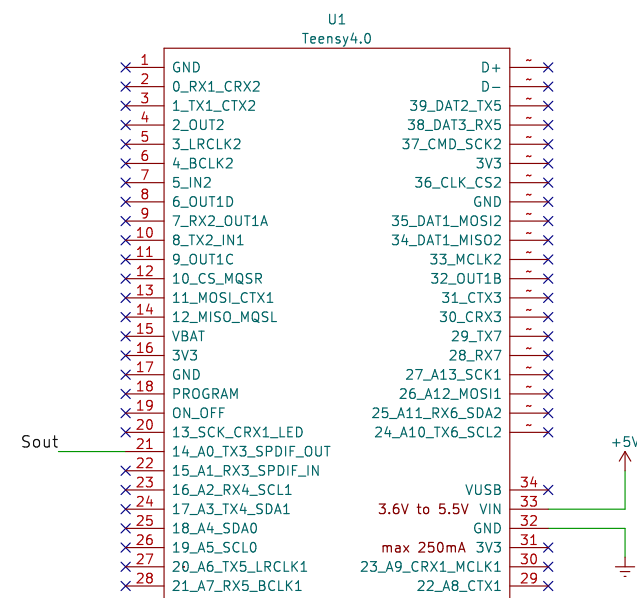 U1
Teensy4.0
1 GND D+ ~
2 0_RX1_CRX2 D- ~
3 1_TX1_CTX2 39_DAT2_TX5 ~
4 2_OUT2 38_DAT3_RX5 ~
5 3_LRCLK2 37_CMD_SCK2 ~
6 4_BCLK2 3V3 ~
7 5_IN2 36_CLK_CS2 ~
8 6_OUT1D GND ~
9 7_RX2_OUT1A 35_DAT1_MOSI2 ~
10 8_TX2_IN1 34_DAT1_MISO2 ~
11 9_OUT1C 33_MCLK2 ~
12 10_CS_MQSR 32_OUT1B ~
13 11_MOSI_CTX1 31_CTX3 ~
14 12_MISO_MQSL 30_CRX3 ~
15 VBAT 29_TX7 ~
16 3V3 28_RX7 ~
17 GND 27_A13_SCK1 ~
18 PROGRAM 26_A12_MOSI1 ~
19 ON_OFF 25_A11_RX6_SDA2 ~
20 13_SCK_CRX1_LED 24_A10_TX6_SCL2 ~
Sout 21 14_A0_TX3_SPDIF_OUT +5V
22 15_A1_RX3_SPDIF_IN
23 16_A2_RX4_SCL1 VUSB 34
24 17_A3_TX4_SDA1 3.6V to 5.5V VIN 33
25 18_A4_SDA0 GND 32
26 19_A5_SCL0 max 250mA 3V3 31
27 20_A6_TX5_LRCLK1 23_A9_CRX1_MCLK1 30
28 21_A7_RX5_BCLK1 22_A8_CTX1 29